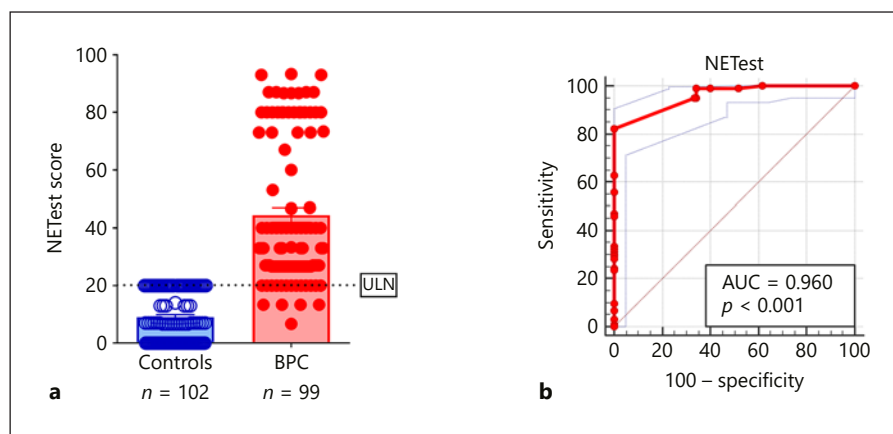 100
80
60
40
20
0
NETest score
ULN
Controls
BPC
n = 102
n = 99
a
NETest
100
80
60
40
20
0
Sensitivity
AUC = 0.960
p < 0.001
0 20 40 60 80 100
100 – specificity
b